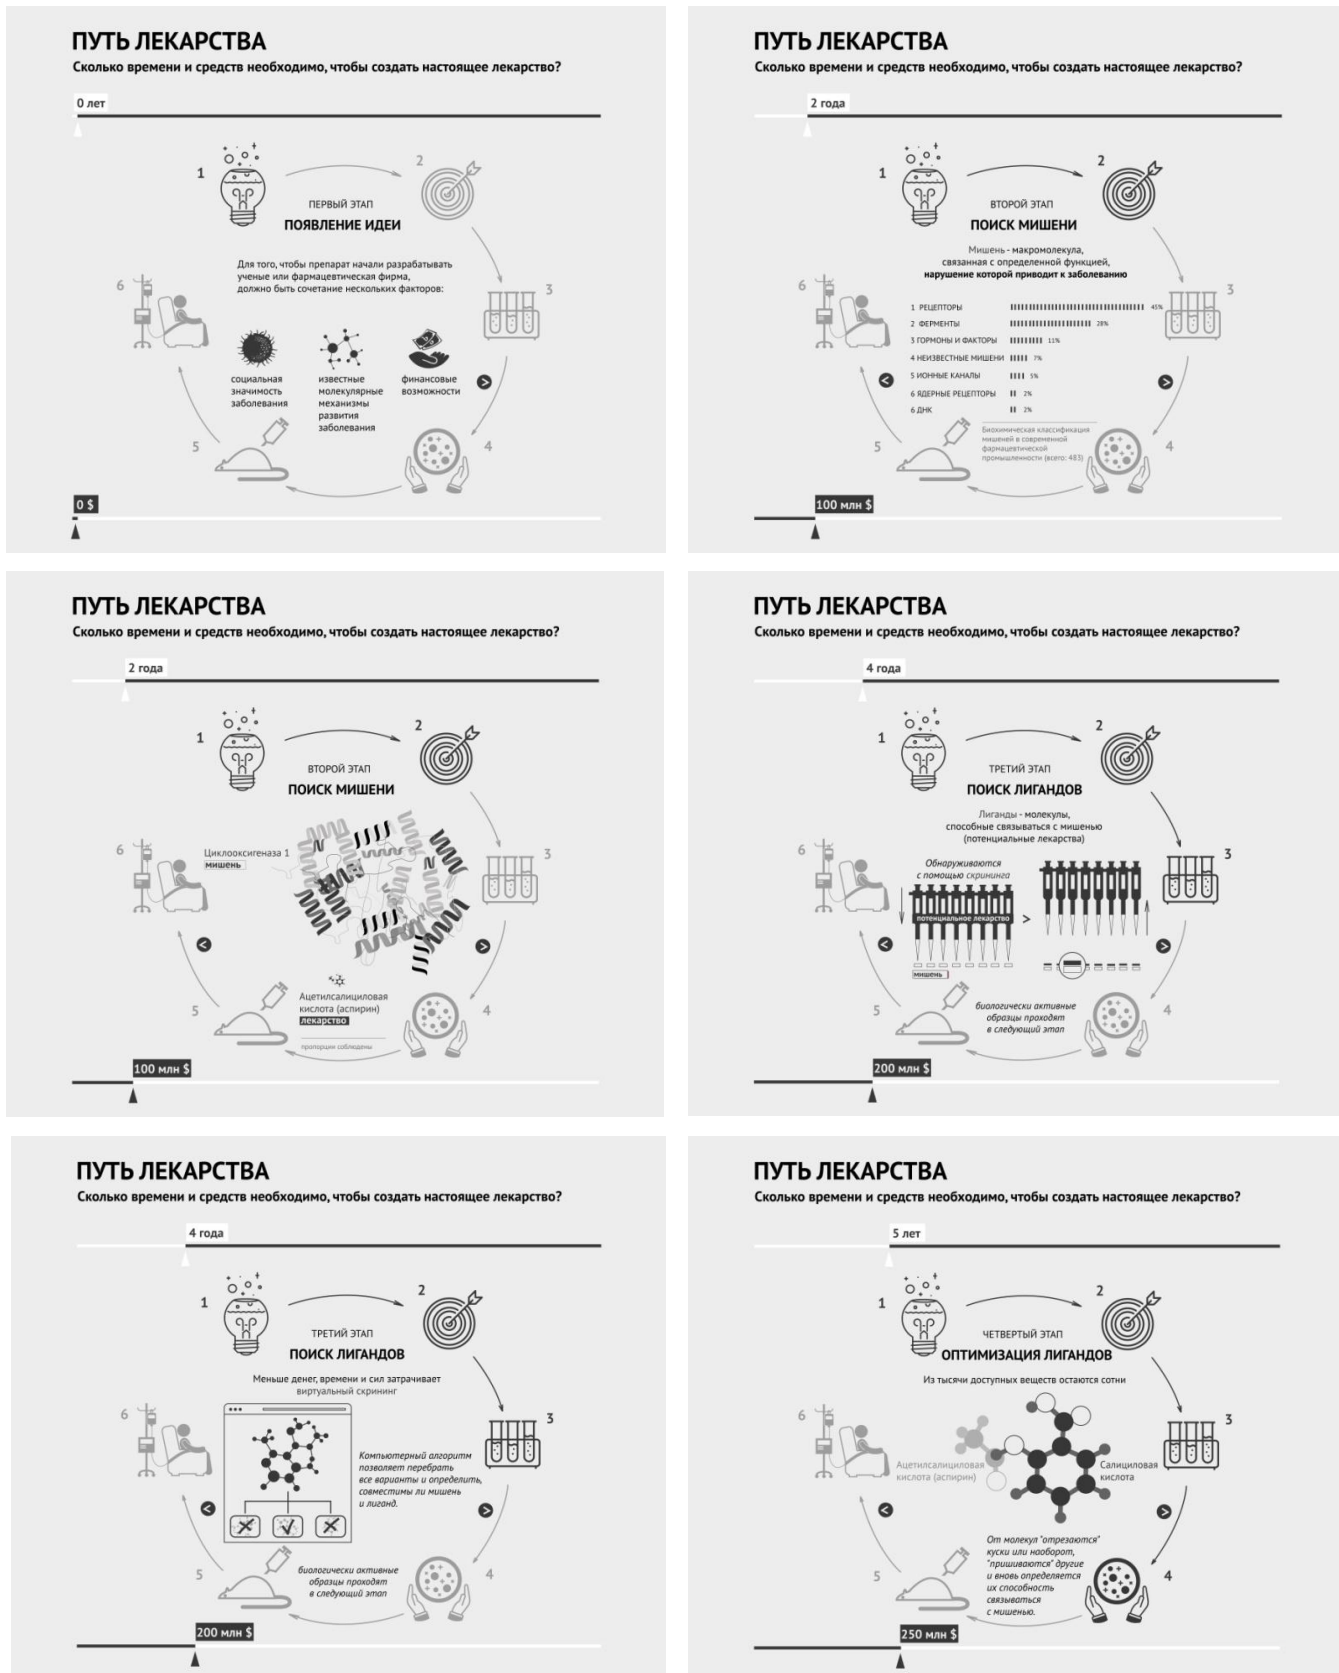 ПУТЬ ЛЕКАРСТВА
Сколько времени и средств необходимо, чтобы создать настоящее лекарство?
0 лет
1
2
ПЕРВЫЙ ЭТАП
ПОЯВЛЕНИЕ ИДЕИ
Для того, чтобы препарат начали разрабатывать
ученые или фармацевтическая фирма,
должно быть сочетание нескольких факторов:
6
3
социальная
значимость
заболевания
известные
молекулярные
механизмы
развития
заболевания
финансовые
возможности
>
5
4
0 $
ПУТЬ ЛЕКАРСТВА
Сколько времени и средств необходимо, чтобы создать настоящее лекарство?
2 года
1
2
ВТОРОЙ ЭТАП
ПОИСК МИШЕНИ
Мишень - макромолекула,
связанная с определенной функцией,
нарушение которой приводит к заболеванию
6
3
1 РЕЦЕПТОРЫ 45%
2 ФЕРМЕНТЫ 28%
3 ГОРМОНЫ И ФАКТОРЫ 11%
4 НЕИЗВЕСТНЫЕ МИШЕНИ 7%
5 ИОННЫЕ КАНАЛЫ 5%
6 ЯДЕРНЫЕ РЕЦЕПТОРЫ 2%
6 ДНК 2%
<
>
Биохимическая классификация
мишеней в современной
фармацевтической
промышленности (всего: 483)
5
4
100 млн $
ПУТЬ ЛЕКАРСТВА
Сколько времени и средств необходимо, чтобы создать настоящее лекарство?
2 года
1
2
ВТОРОЙ ЭТАП
ПОИСК МИШЕНИ
6
3
Циклооксигеназа 1
мишень
<
>
Ацетилсалициловая
кислота (аспирин)
лекарство
пропорции соблюдены
5
4
100 млн $
ПУТЬ ЛЕКАРСТВА
Сколько времени и средств необходимо, чтобы создать настоящее лекарство?
4 года
1
2
ТРЕТИЙ ЭТАП
ПОИСК ЛИГАНДОВ
Лиганды - молекулы,
способные связываться с мишенью
(потенциальные лекарства)
6
3
Обнаруживаются
с помощью скрининга
потенциальное лекарство
>
мишень
<
>
биологически активные
образцы проходят
в следующий этап
5
4
200 млн $
ПУТЬ ЛЕКАРСТВА
Сколько времени и средств необходимо, чтобы создать настоящее лекарство?
4 года
1
2
ТРЕТИЙ ЭТАП
ПОИСК ЛИГАНДОВ
Меньше денег, времени и сил затрачивает
виртуальный скрининг
6
3
Компьютерный алгоритм
позволяет перебрать
все варианты и определить,
совместимы ли мишень
и лиганд.
<
>
биологически активные
образцы проходят
в следующий этап
5
4
200 млн $
ПУТЬ ЛЕКАРСТВА
Сколько времени и средств необходимо, чтобы создать настоящее лекарство?
5 лет
1
2
ЧЕТВЕРТЫЙ ЭТАП
ОПТИМИЗАЦИЯ ЛИГАНДОВ
Из тысячи доступных веществ остаются сотни
6
3
Ацетилсалициловая
кислота (аспирин)
Салициловая
кислота
<
>
От молекул "отрезаются"
куски или наоборот,
"пришиваются" другие
и вновь определяется
их способность
связываться
с мишенью.
5
4
250 млн $